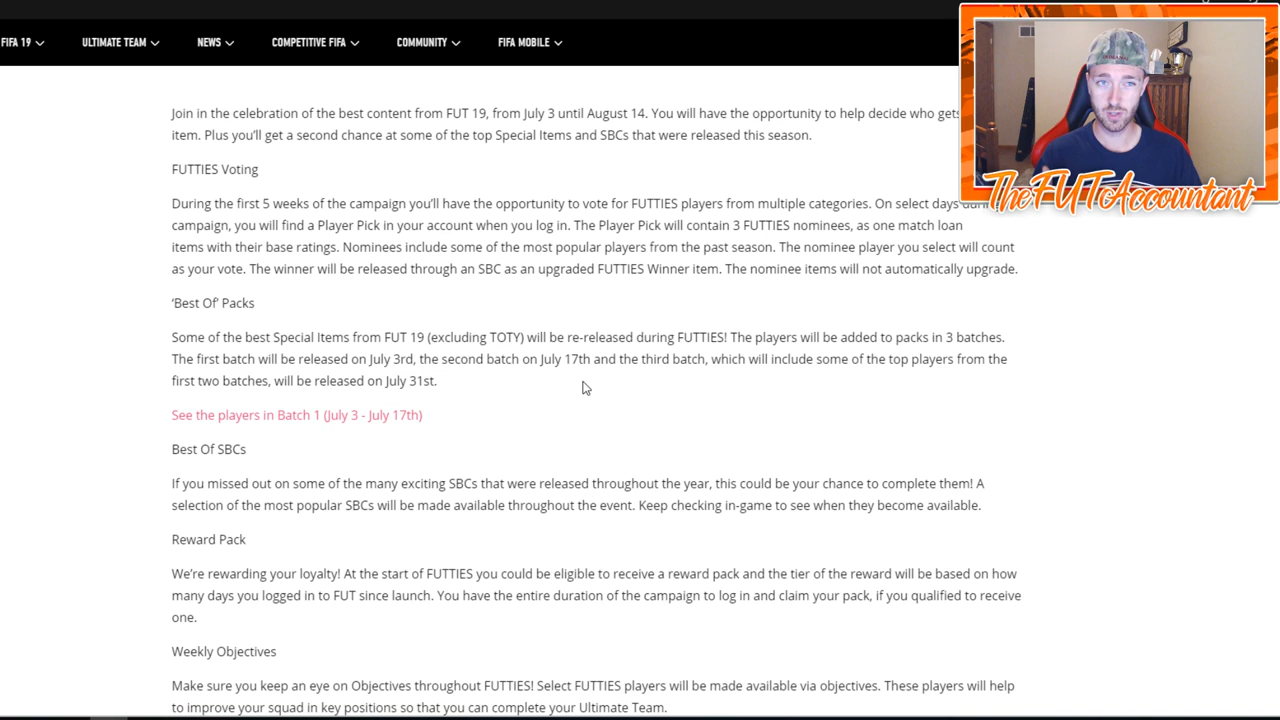 FIFA 19
ULTIMATE TEAM
NEWS
COMPETITIVE FIFA
COMMUNITY
FIFA MOBILE
Join in the celebration of the best content from FUT 19, from July 3 until August 14. You will have the opportunity to help decide who gets
item. Plus you'll get a second chance at some of the top Special Items and SBCs that were released this season.
FUTTIES Voting
During the first 5 weeks of the campaign you'll have the opportunity to vote for FUTTIES players from multiple categories. On select days during
campaign, you will find a Player Pick in your account when you log in. The Player Pick will contain 3 FUTTIES nominees, as one match loan
items with their base ratings. Nominees include some of the most popular players from the past season. The nominee player you select will count
as your vote. The winner will be released through an SBC as an upgraded FUTTIES Winner item. The nominee items will not automatically upgrade.
'Best Of' Packs
Some of the best Special Items from FUT 19 (excluding TOTY) will be re-released during FUTTIES! The players will be added to packs in 3 batches.
The first batch will be released on July 3rd, the second batch on July 17th and the third batch, which will include some of the top players from the
first two batches, will be released on July 31st.
See the players in Batch 1 (July 3 - July 17th)
Best Of SBCs
If you missed out on some of the many exciting SBCs that were released throughout the year, this could be your chance to complete them! A
selection of the most popular SBCs will be made available throughout the event. Keep checking in-game to see when they become available.
Reward Pack
We're rewarding your loyalty! At the start of FUTTIES you could be eligible to receive a reward pack and the tier of the reward will be based on how
many days you logged in to FUT since launch. You have the entire duration of the campaign to log in and claim your pack, if you qualified to receive
one.
Weekly Objectives
Make sure you keep an eye on Objectives throughout FUTTIES! Select FUTTIES players will be made available via objectives. These players will help
to improve your squad in key positions so that you can complete your Ultimate Team.
TheFUTAccountant